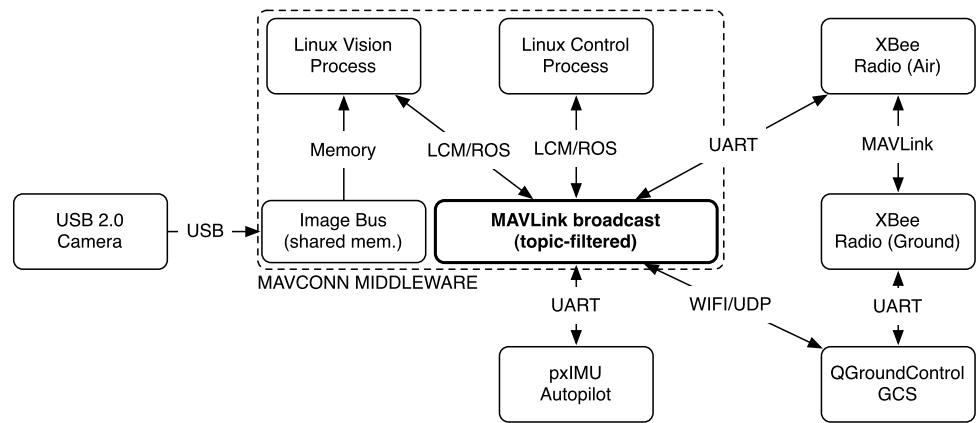 Linux Vision
Process
Linux Control
Process
XBee
Radio (Air)
Memory
LCM/ROS
LCM/ROS
UART
MAVLink
USB 2.0
Camera
USB
Image Bus
(shared mem.)
MAVLink broadcast
(topic-filtered)
XBee
Radio (Ground)
MAVCONN MIDDLEWARE
UART
WIFI/UDP
UART
pxIMU
Autopilot
QGroundControl
GCS